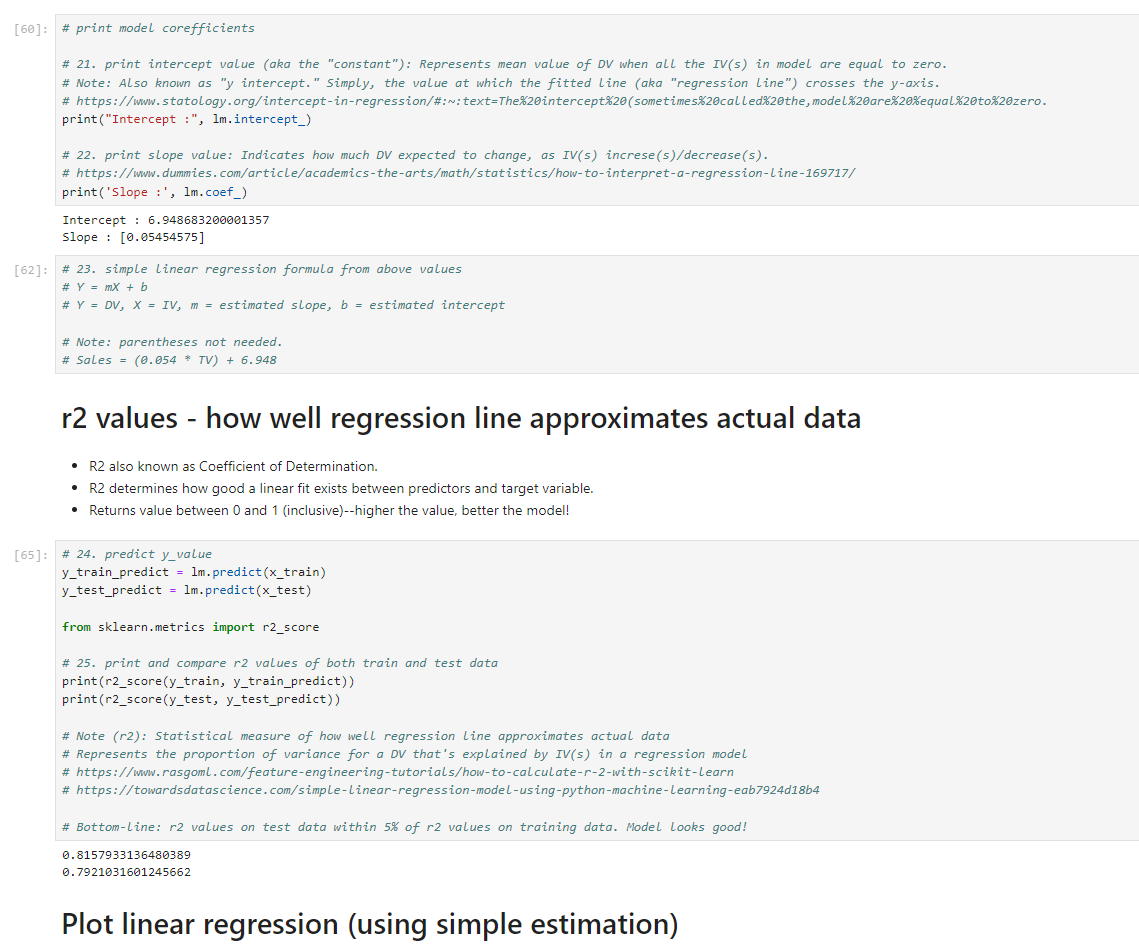 [60]: # print model corefficients
# 21. print intercept value (aka the "constant"): Represents mean value of DV when all the IV(s) in model are equal to zero.
# Note: Also known as "y intercept." Simply, the value at which the fitted line (aka "regression line") crosses the y-axis.
# https://www.statology.org/intercept-in-regression/#:~:text=The%20intercept%20(sometimes%20called%20the,model%20are%20%equal%20to%20zero.
print("Intercept :", lm.intercept_)
# 22. print slope value: Indicates how much DV expected to change, as IV(s) increse(s)/decrease(s).
# https://www.dummies.com/article/academics-the-arts/math/statistics/how-to-interpret-a-regression-line-169717/
print('Slope :', lm.coef_)
Intercept : 6.948683200001357
Slope : [0.05454575]
[62]: # 23. simple linear regression formula from above values
# Y = mX + b
# Y = DV, X = IV, m = estimated slope, b = estimated intercept
# Note: parentheses not needed.
# Sales = (0.054 * TV) + 6.948
r2 values - how well regression line approximates actual data
• R2 also known as Coefficient of Determination.
• R2 determines how good a linear fit exists between predictors and target variable.
• Returns value between 0 and 1 (inclusive)--higher the value, better the model!
[65]: # 24. predict y_value
y_train_predict = lm.predict(x_train)
y_test_predict = lm.predict(x_test)
from sklearn.metrics import r2_score
# 25. print and compare r2 values of both train and test data
print(r2_score(y_train, y_train_predict))
print(r2_score(y_test, y_test_predict))
# Note (r2): Statistical measure of how well regression line approximates actual data
# Represents the proportion of variance for a DV that's explained by IV(s) in a regression model
# https://www.rasgoml.com/feature-engineering-tutorials/how-to-calculate-r-2-with-scikit-learn
# https://towardsdatascience.com/simple-linear-regression-model-using-python-machine-learning-eab7924d18b4
# Bottom-line: r2 values on test data within 5% of r2 values on training data. Model looks good!
0.8157933136480389
0.7921031601245662
Plot linear regression (using simple estimation)